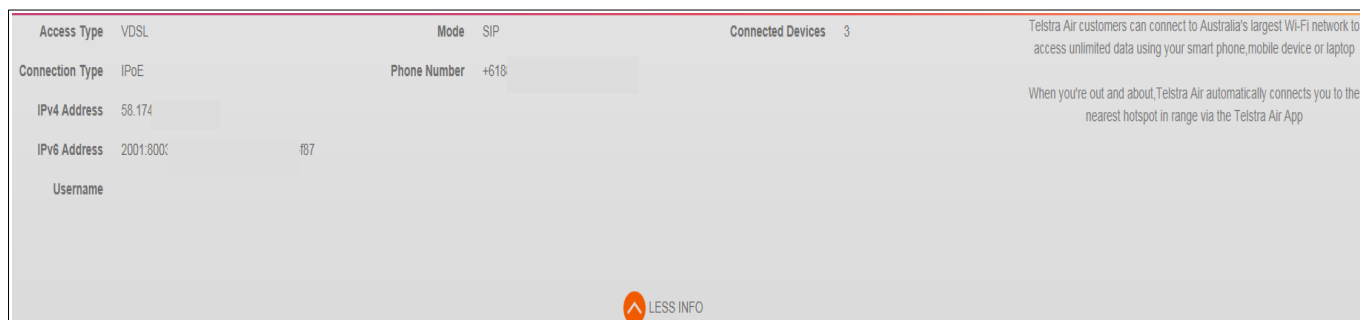 Access Type VDSL
Connection Type IPoE
IPv4 Address 58.174
IPv6 Address 2001:8003 f87
Username
Mode SIP
Phone Number +618
Connected Devices 3
Telstra Air customers can connect to Australia's largest Wi-Fi network to
access unlimited data using your smart phone,mobile device or laptop
When you're out and about,Telstra Air automatically connects you to the
nearest hotspot in range via the Telstra Air App
LESS INFO